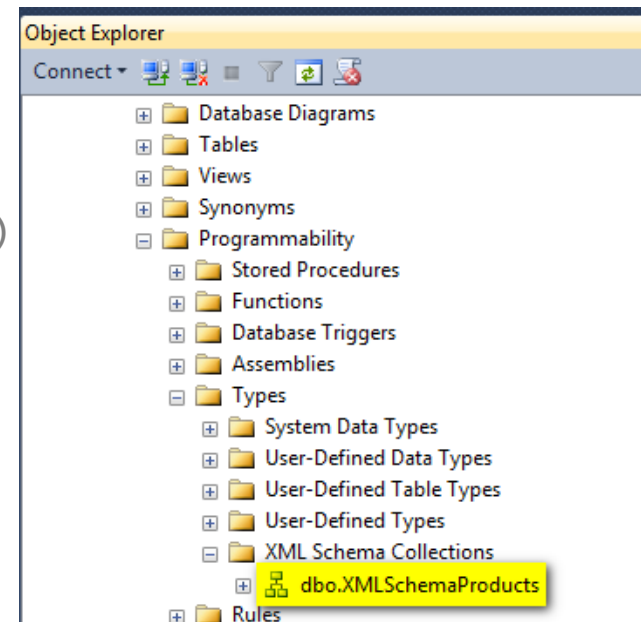 Object Explorer
Connect
Database Diagrams
Tables
Views
Synonyms
)
Programmability
Stored Procedures
Functions
Database Triggers
Assemblies
Types
System Data Types
User-Defined Data Types
User-Defined Table Types
User-Defined Types
XML Schema Collections
dbo.XMLSchemaProducts
Rules